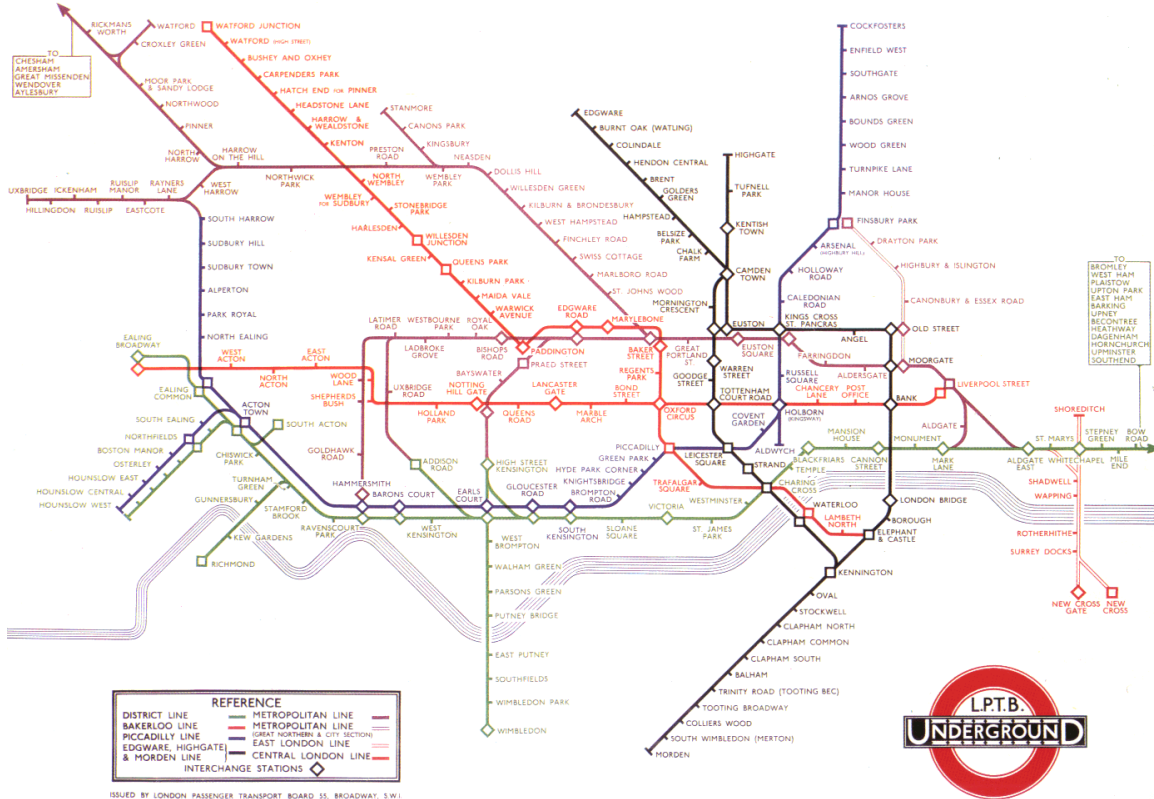 RICKMANS
WORTH
WATFORD
CROXLEY GREEN
TO
CHESHAM
AMERSHAM
GREAT MISSENDEN
WENDOVER
AYLESBURY
MOOR PARK
& SANDY LODGE
NORTHWOOD
PINNER
NORTH
HARROW
HARROW
ON THE HILL
WATFORD JUNCTION
WATFORD (HIGH STREET)
BUSHEY AND OXHEY
CARPENDERS PARK
HATCH END FOR PINNER
HEADSTONE LANE
HARROW &
WEALDSTONE
KENTON
PRESTON
ROAD
NORTHWICK
PARK
NORTH
WEMBLEY
WEMBLEY
FOR SUDBURY
STONEBRIDGE
PARK
HARLESDEN
WILLESDEN
JUNCTION
KENSAL GREEN
QUEENS PARK
KILBURN PARK
MAIDA VALE
WARWICK
AVENUE
STANMORE
CANONS PARK
KINGSBURY
NEASDEN
WEMBLEY
PARK
DOLLIS HILL
WILLESDEN GREEN
KILBURN & BRONDESBURY
WEST HAMPSTEAD
FINCHLEY ROAD
SWISS COTTAGE
MARLBORO ROAD
ST. JOHNS WOOD
EDGWARE
BURNT OAK (WATLING)
COLINDALE
HENDON CENTRAL
BRENT
GOLDERS
GREEN
HAMPSTEAD
BELSIZE
PARK
CHALK
FARM
HIGHGATE
TUFNELL
PARK
KENTISH
TOWN
CAMDEN
TOWN
MORNINGTON
CRESCENT
COCKFOSTERS
ENFIELD WEST
SOUTHGATE
ARNOS GROVE
BOUNDS GREEN
WOOD GREEN
TURNPIKE LANE
MANOR HOUSE
FINSBURY PARK
ARSENAL
(HIGHBURY HILL)
HOLLOWAY
ROAD
CALEDONIAN
ROAD
DRAYTON PARK
HIGHBURY & ISLINGTON
CANONBURY & ESSEX ROAD
OLD STREET
TO
BROMLEY
WEST HAM
PLAISTOW
UPTON PARK
EAST HAM
BARKING
UPNEY
BECONTREE
HEATHWAY
DAGENHAM
HORNCHURCH
UPMINSTER
SOUTHEND
UXBRIDGE
ICKENHAM
RUISLIP
MANOR
RAYNERS
LANE
WEST
HARROW
HILLINGDON
RUISLIP
EASTCOTE
SOUTH HARROW
SUDBURY HILL
SUDBURY TOWN
ALPERTON
PARK ROYAL
NORTH EALING
EALING
BROADWAY
EALING
COMMON
WEST
ACTON
NORTH
ACTON
EAST
ACTON
WOOD
LANE
SHEPHERDS
BUSH
LATIMER
ROAD
LADBROKE
GROVE
WESTBOURNE
PARK
ROYAL
OAK
BISHOPS
ROAD
PADDINGTON
PRAED STREET
EDGWARE
ROAD
MARYLEBONE
BAKER
STREET
GREAT
PORTLAND
ST.
EUSTON
EUSTON
SQUARE
KINGS CROSS
ST. PANCRAS
ANGEL
FARRINGDON
ALDERSGATE
MOORGATE
LIVERPOOL STREET
UXBRIDGE
ROAD
BAYSWATER
NOTTING
HILL GATE
HOLLAND
PARK
QUEENS
ROAD
LANCASTER
GATE
MARBLE
ARCH
BOND
STREET
REGENTS
PARK
OXFORD
CIRCUS
GOODGE
STREET
WARREN
STREET
TOTTENHAM
COURT ROAD
RUSSELL
SQUARE
HOLBORN
(KINGSWAY)
CHANCERY
LANE
POST
OFFICE
BANK
COVENT
GARDEN
ALDWYCH
ALDGATE
SHOREDITCH
ACTON
TOWN
SOUTH ACTON
SOUTH EALING
NORTHFIELDS
BOSTON MANOR
OSTERLEY
HOUNSLOW EAST
HOUNSLOW CENTRAL
HOUNSLOW WEST
CHISWICK
PARK
TURNHAM
GREEN
GUNNERSBURY
KEW GARDENS
RICHMOND
STAMFORD
BROOK
RAVENSCOURT
PARK
GOLDHAWK
ROAD
HAMMERSMITH
BARONS COURT
WEST
KENSINGTON
ADDISON
ROAD
EARLS
COURT
HIGH STREET
KENSINGTON
GLOUCESTER
ROAD
SOUTH
KENSINGTON
BROMPTON
ROAD
KNIGHTSBRIDGE
HYDE PARK CORNER
GREEN PARK
PICCADILLY
LEICESTER
SQUARE
STRAND
TRAFALGAR
SQUARE
SLOANE
SQUARE
VICTORIA
ST. JAMES
PARK
WESTMINSTER
CHARING
CROSS
TEMPLE
BLACKFRIARS
MANSION
HOUSE
CANNON
STREET
MONUMENT
MARK
LANE
ALDGATE
EAST
ST. MARYS
WHITECHAPEL
STEPNEY
GREEN
MILE
END
BOW
ROAD
SHADWELL
WAPPING
ROTHERHITHE
SURREY DOCKS
NEW CROSS
GATE
NEW
CROSS
WATERLOO
LAMBETH
NORTH
LONDON BRIDGE
BOROUGH
ELEPHANT
& CASTLE
KENNINGTON
OVAL
STOCKWELL
CLAPHAM NORTH
CLAPHAM COMMON
CLAPHAM SOUTH
BALHAM
TRINITY ROAD (TOOTING BEC)
TOOTING BROADWAY
COLLIERS WOOD
SOUTH WIMBLEDON (MERTON)
MORDEN
WEST
BROMPTON
WALHAM GREEN
PARSONS GREEN
PUTNEY BRIDGE
EAST PUTNEY
SOUTHFIELDS
WIMBLEDON PARK
WIMBLEDON
REFERENCE
DISTRICT LINE
BAKERLOO LINE
PICCADILLY LINE
EDGWARE, HIGHGATE
& MORDEN LINE
METROPOLITAN LINE
METROPOLITAN LINE
(GREAT NORTHERN & CITY SECTION)
EAST LONDON LINE
CENTRAL LONDON LINE
INTERCHANGE STATIONS
ISSUED BY LONDON PASSENGER TRANSPORT BOARD 55. BROADWAY. S.W.1
L.P.T.B.
UNDERGROUND